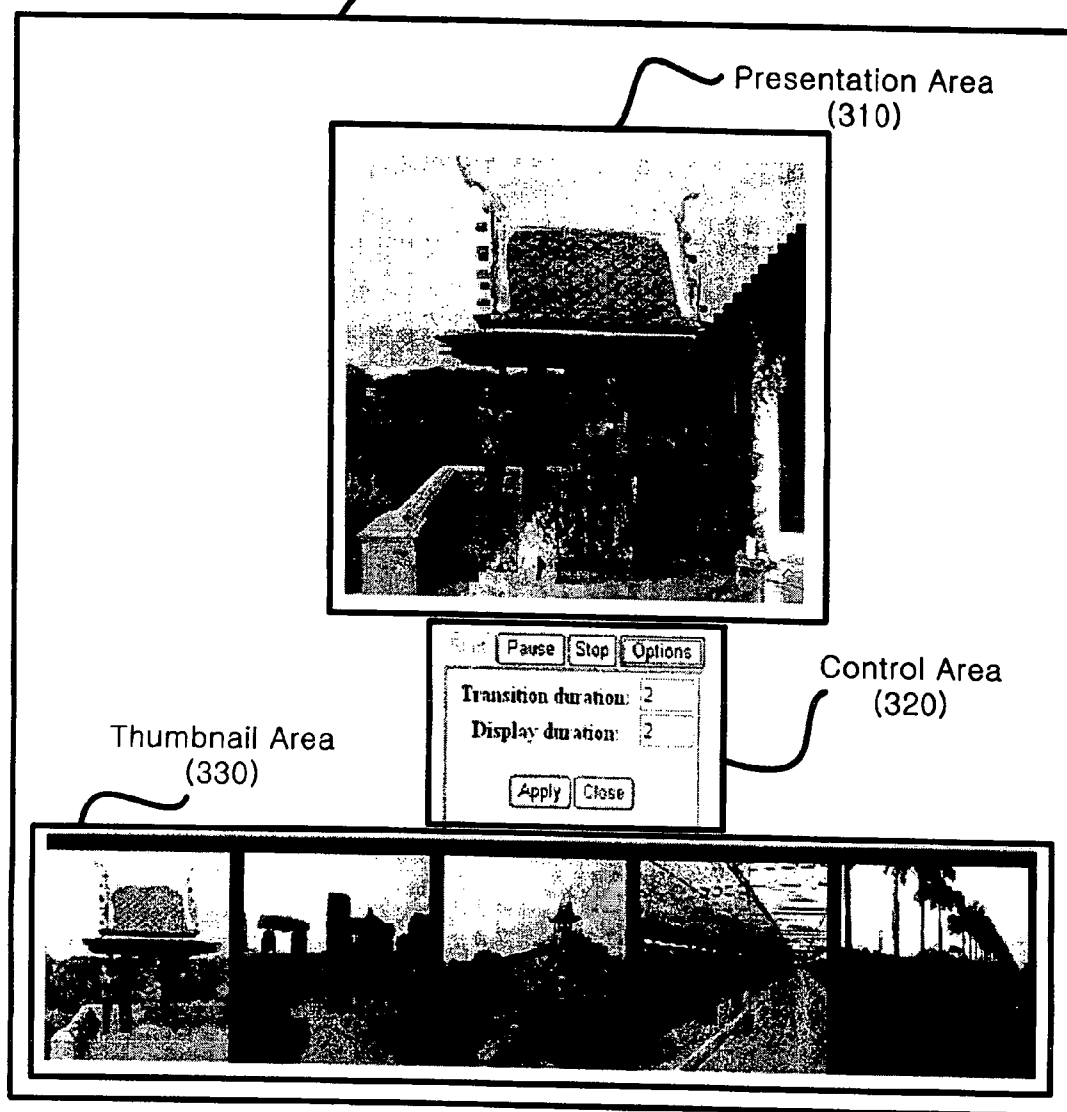 Presentation Area
(310)
Start Pause Stop Options
Transition duration: 2
Display duration: 2
Apply Close
Control Area
(320)
Thumbnail Area
(330)